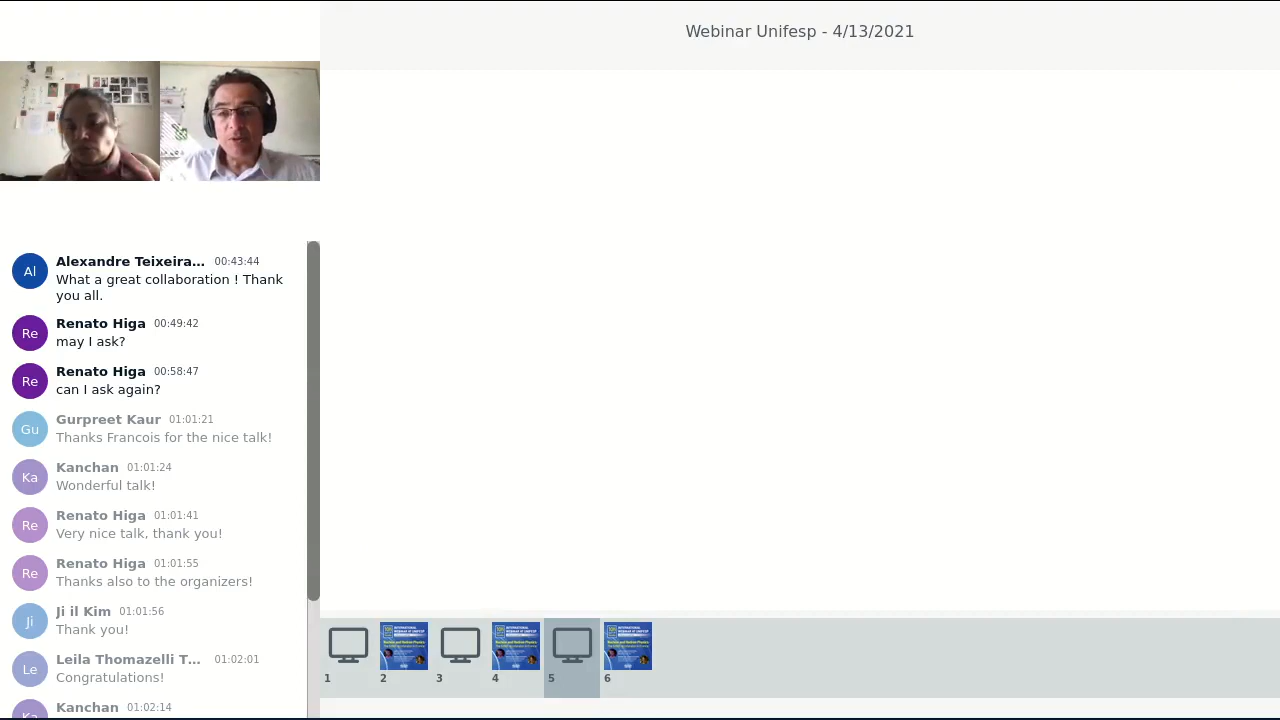 Webinar Unifesp - 4/13/2021
Al
Alexandre Teixeira... 00:43:44
What a great collaboration ! Thank
you all.
Re
Renato Higa 00:49:42
may I ask?
Re
Renato Higa 00:58:47
can I ask again?
Gu
Gurpreet Kaur 01:01:21
Thanks Francois for the nice talk!
Ka
Kanchan 01:01:24
Wonderful talk!
Re
Renato Higa 01:01:41
Very nice talk, thank you!
Re
Renato Higa 01:01:55
Thanks also to the organizers!
Ji
Ji il Kim 01:01:56
Thank you!
Le
Leila Thomazelli T... 01:02:01
Congratulations!
Ka
Kanchan 01:02:14
1
2
3
4
5
6